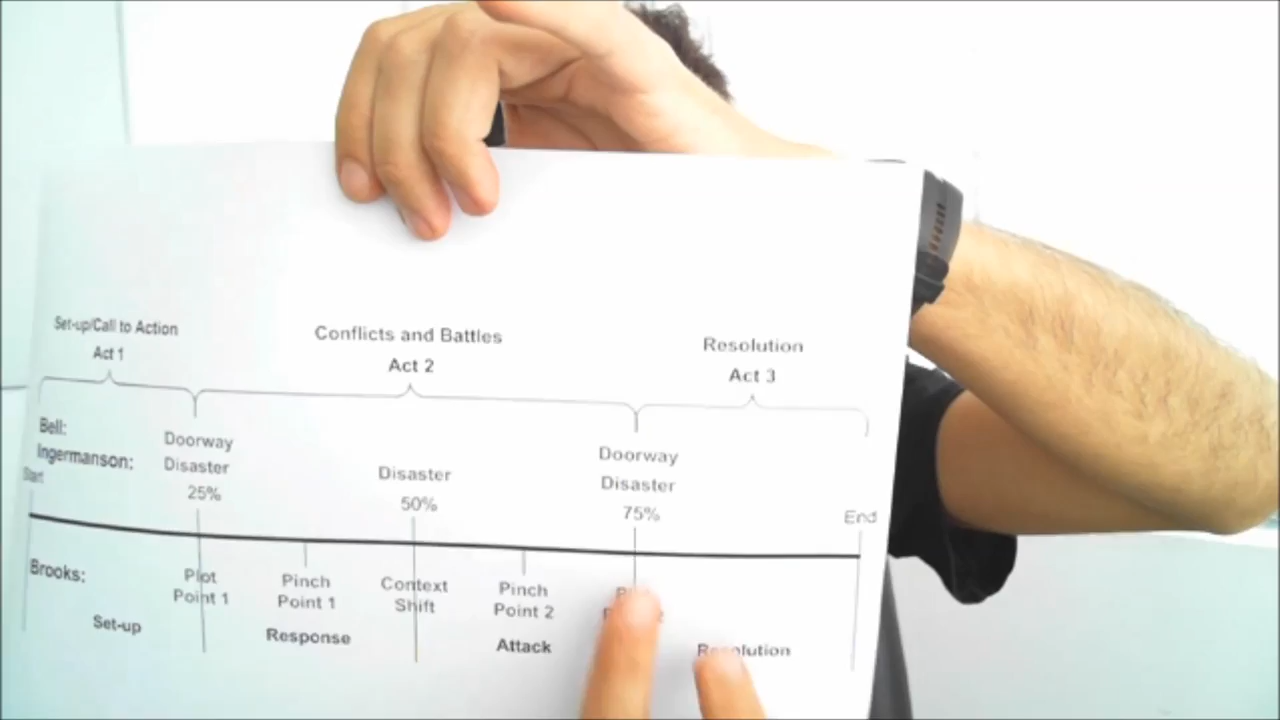 Set-up/Call to Action
Act 1
Conflicts and Battles
Act 2
Resolution
Act 3
Bell:
Ingermanson:
Doorway
Disaster
25%
Disaster
50%
Doorway
Disaster
75%
Start
End
Brooks:
Plot
Point 1
Pinch
Point 1
Context
Shift
Pinch
Point 2
Set-up
Response
Attack
Resolution